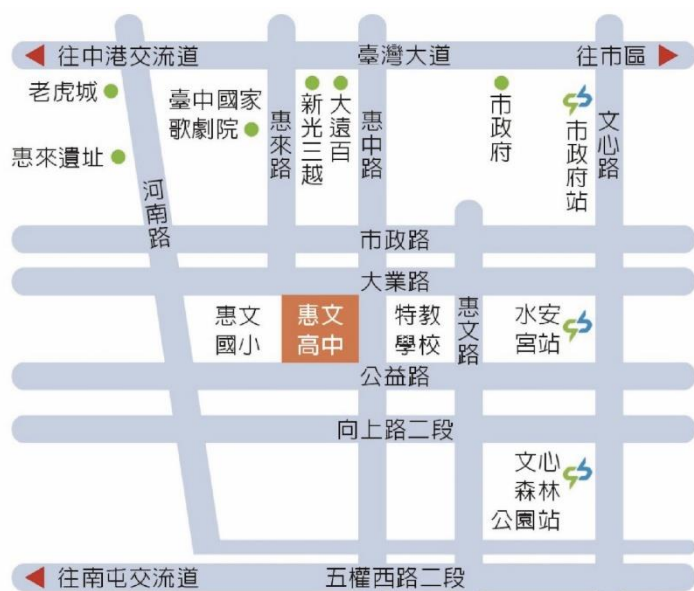 往中港交流道
臺灣大道
往市區
老虎城
臺中國家
歌劇院
惠來遺址
河南路
惠來路
新光三越
大遠百
惠中路
市政府
市政府站
文心路
市政路
大業路
惠文
國小
惠文
高中
特教
學校
惠文路
水安
宮站
公益路
向上路二段
文心
森林
公園站
往南屯交流道
五權西路二段